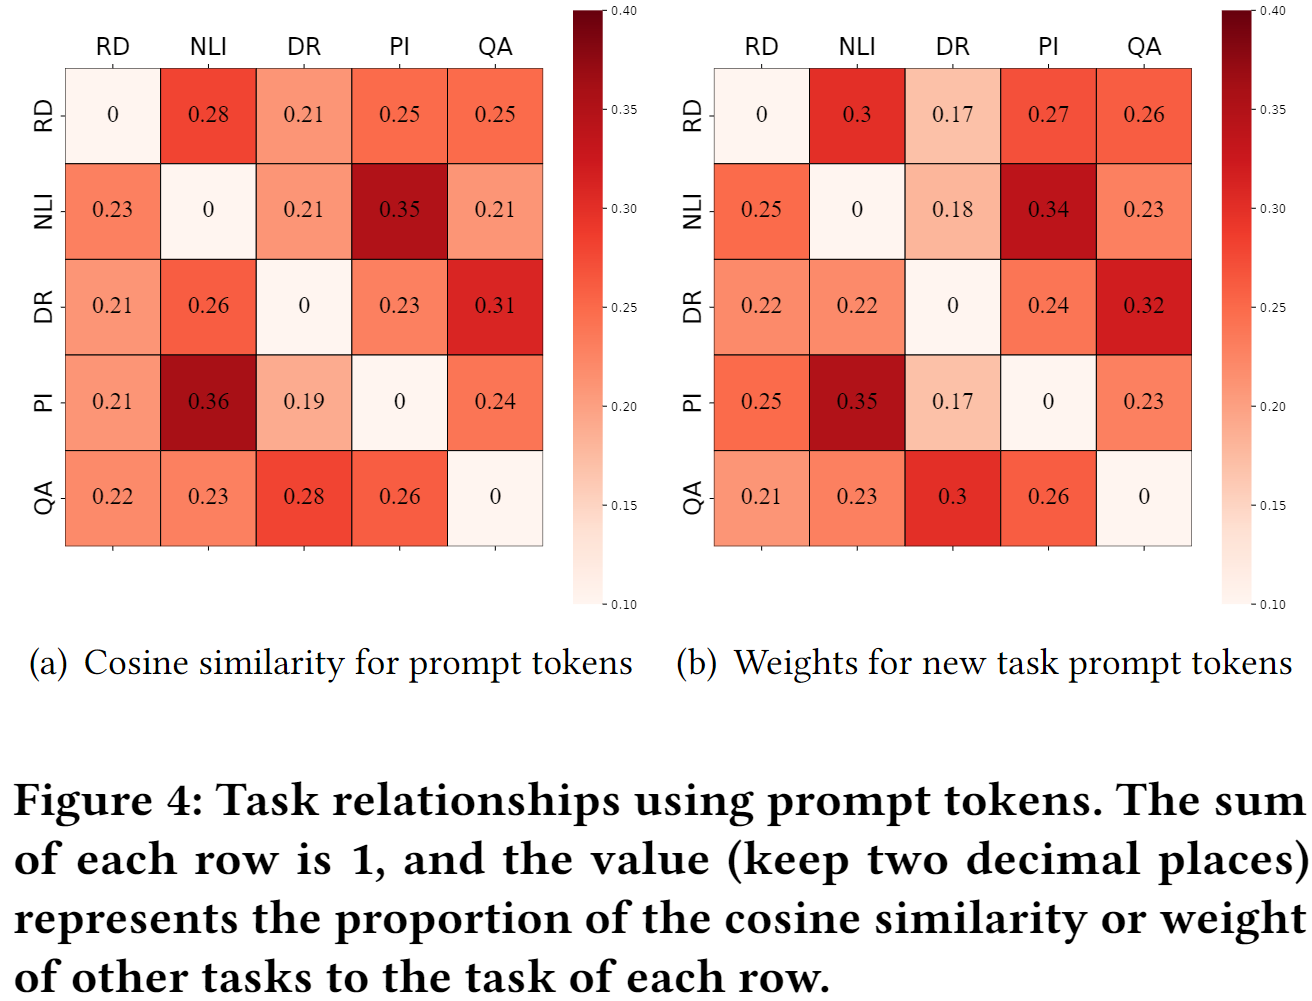 RD NLI DR PI QA
0.40
RD 0 0.28 0.21 0.25 0.25
0.35
NLI 0.23 0 0.21 0.35 0.21
0.30
DR 0.21 0.26 0 0.23 0.31
0.25
PI 0.21 0.36 0.19 0 0.24
0.20
QA 0.22 0.23 0.28 0.26 0
0.15
0.10
(a) Cosine similarity for prompt tokens
RD NLI DR PI QA
0.40
RD 0 0.3 0.17 0.27 0.26
0.35
NLI 0.25 0 0.18 0.34 0.23
0.30
DR 0.22 0.22 0 0.24 0.32
0.25
PI 0.25 0.35 0.17 0 0.23
0.20
QA 0.21 0.23 0.3 0.26 0
0.15
0.10
(b) Weights for new task prompt tokens
Figure 4: Task relationships using prompt tokens. The sum
of each row is 1, and the value (keep two decimal places)
represents the proportion of the cosine similarity or weight
of other tasks to the task of each row.